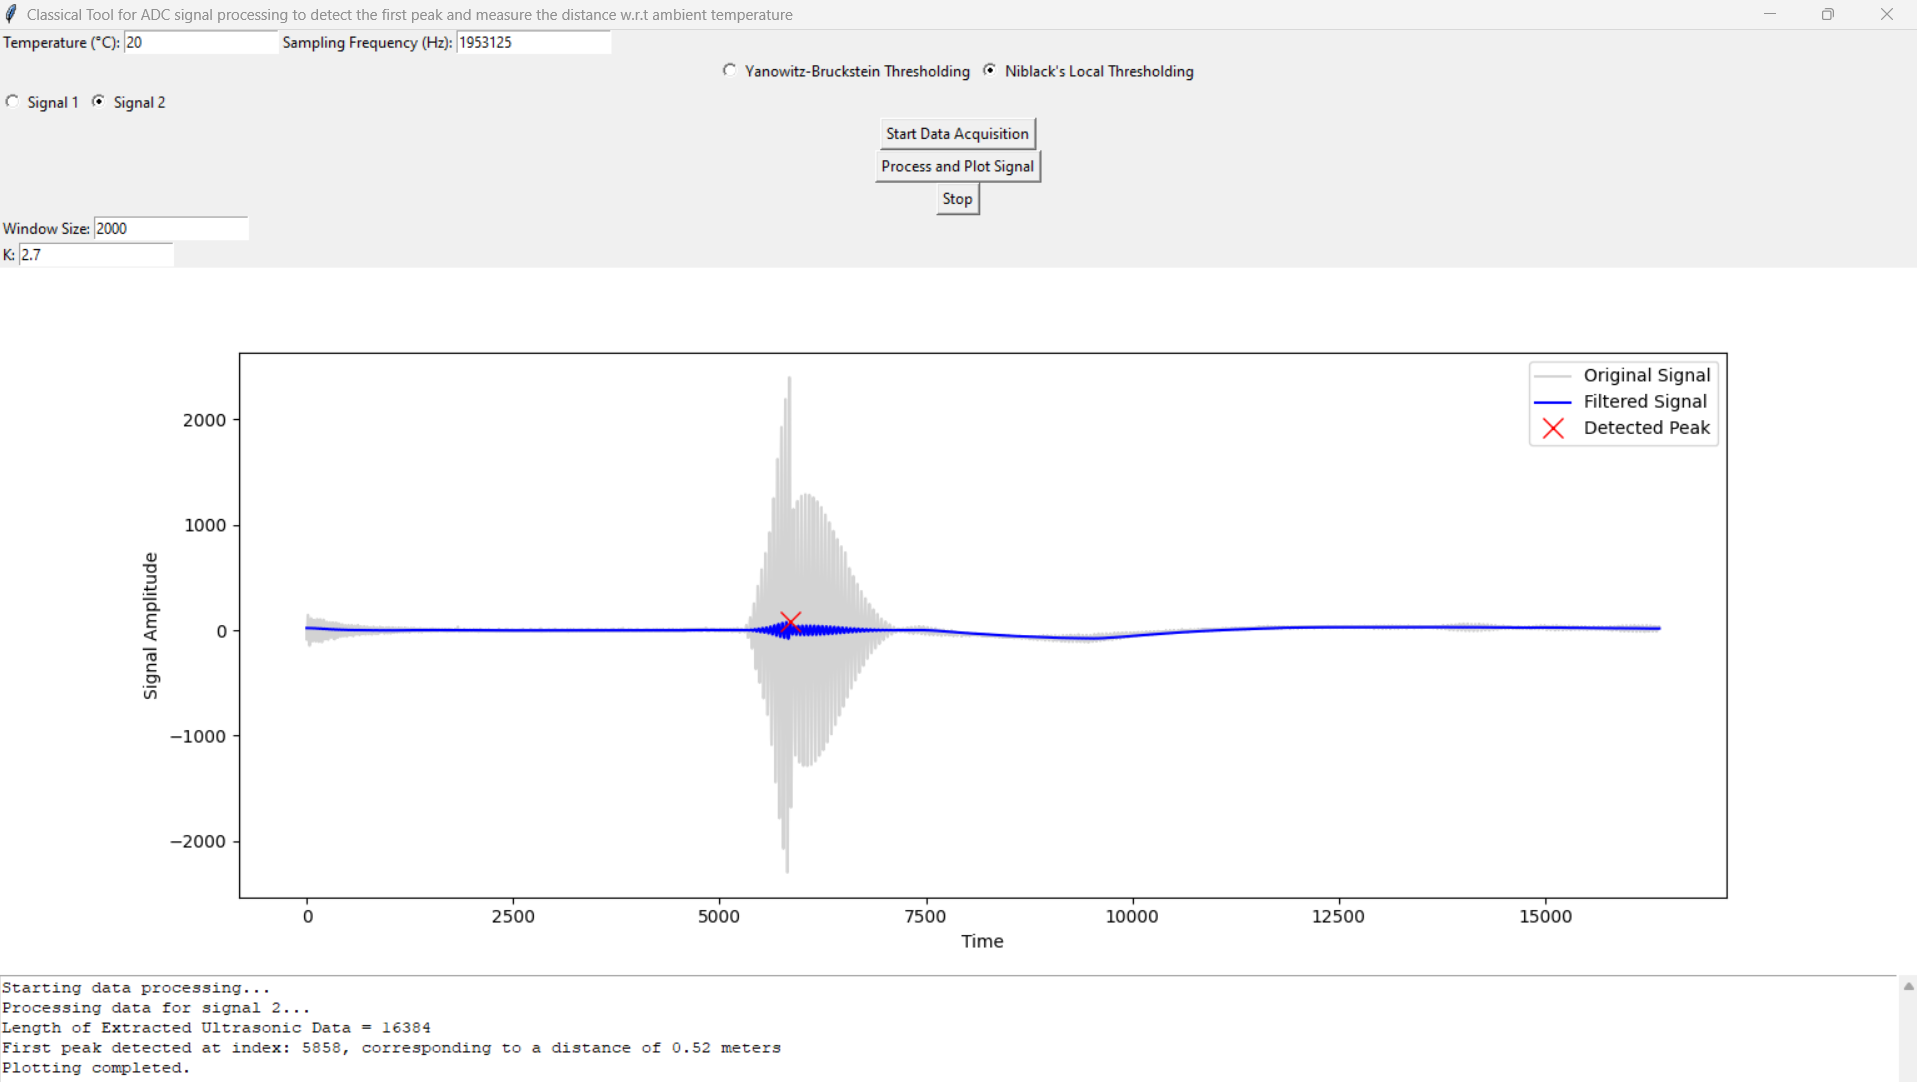 Classical Tool for ADC signal processing to detect the first peak and measure the distance w.r.t ambient temperature
Temperature (°C): 20 Sampling Frequency (Hz): 1953125
Yanowitz-Bruckstein Thresholding Niblack's Local Thresholding
Signal 1 Signal 2
Start Data Acquisition
Process and Plot Signal
Stop
Window Size: 2000
K: 2.7
Original Signal
Filtered Signal
Detected Peak
2000
1000
0
−1000
−2000
Signal Amplitude
0 2500 5000 7500 10000 12500 15000
Time
Starting data processing...
Processing data for signal 2...
Length of Extracted Ultrasonic Data = 16384
First peak detected at index: 5858, corresponding to a distance of 0.52 meters
Plotting completed.